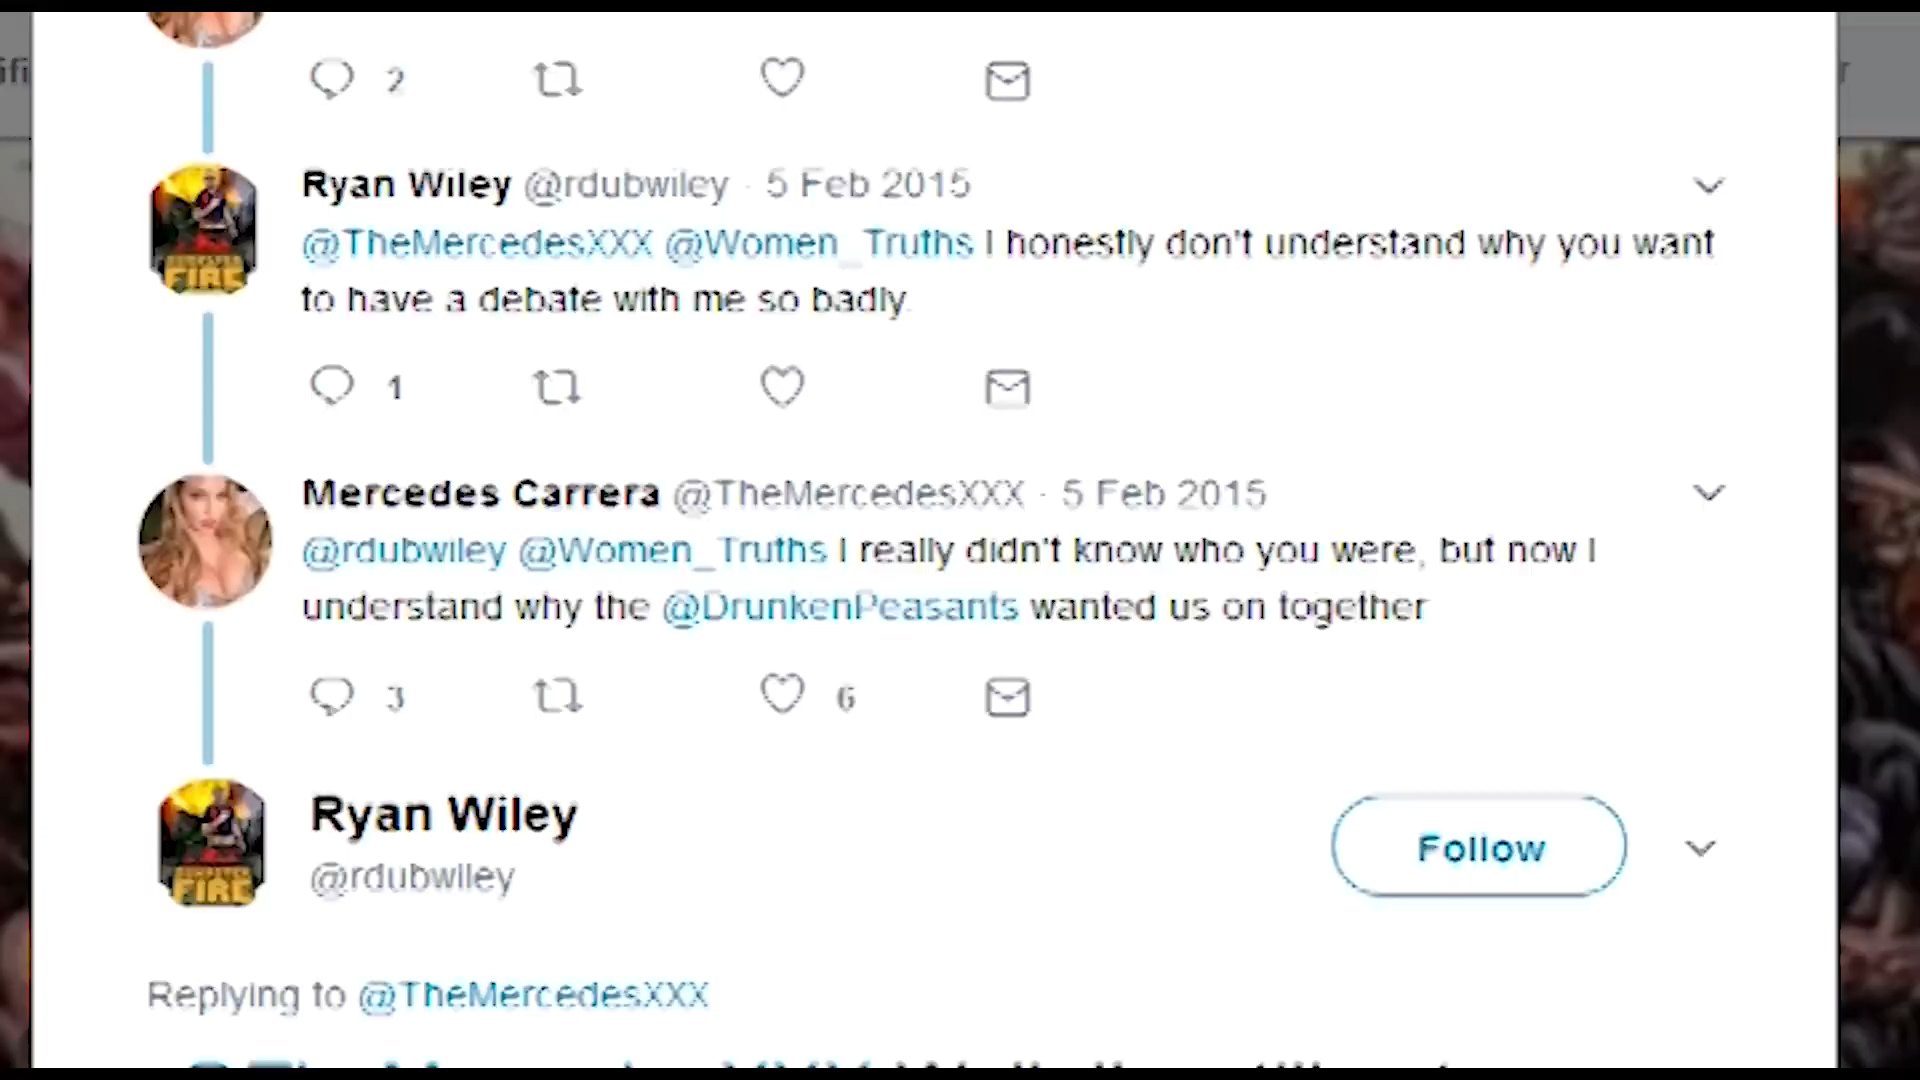 2
Ryan Wiley @rdubwiley · 5 Feb 2015
@TheMercedesXXX @Women_Truths I honestly don't understand why you want
to have a debate with me so badly.
1
Mercedes Carrera @TheMercedesXXX · 5 Feb 2015
@rdubwiley @Women_Truths I really didn't know who you were, but now I
understand why the @DrunkenPeasants wanted us on together
3 6
Ryan Wiley
Follow
@rdubwiley
Replying to @TheMercedesXXX